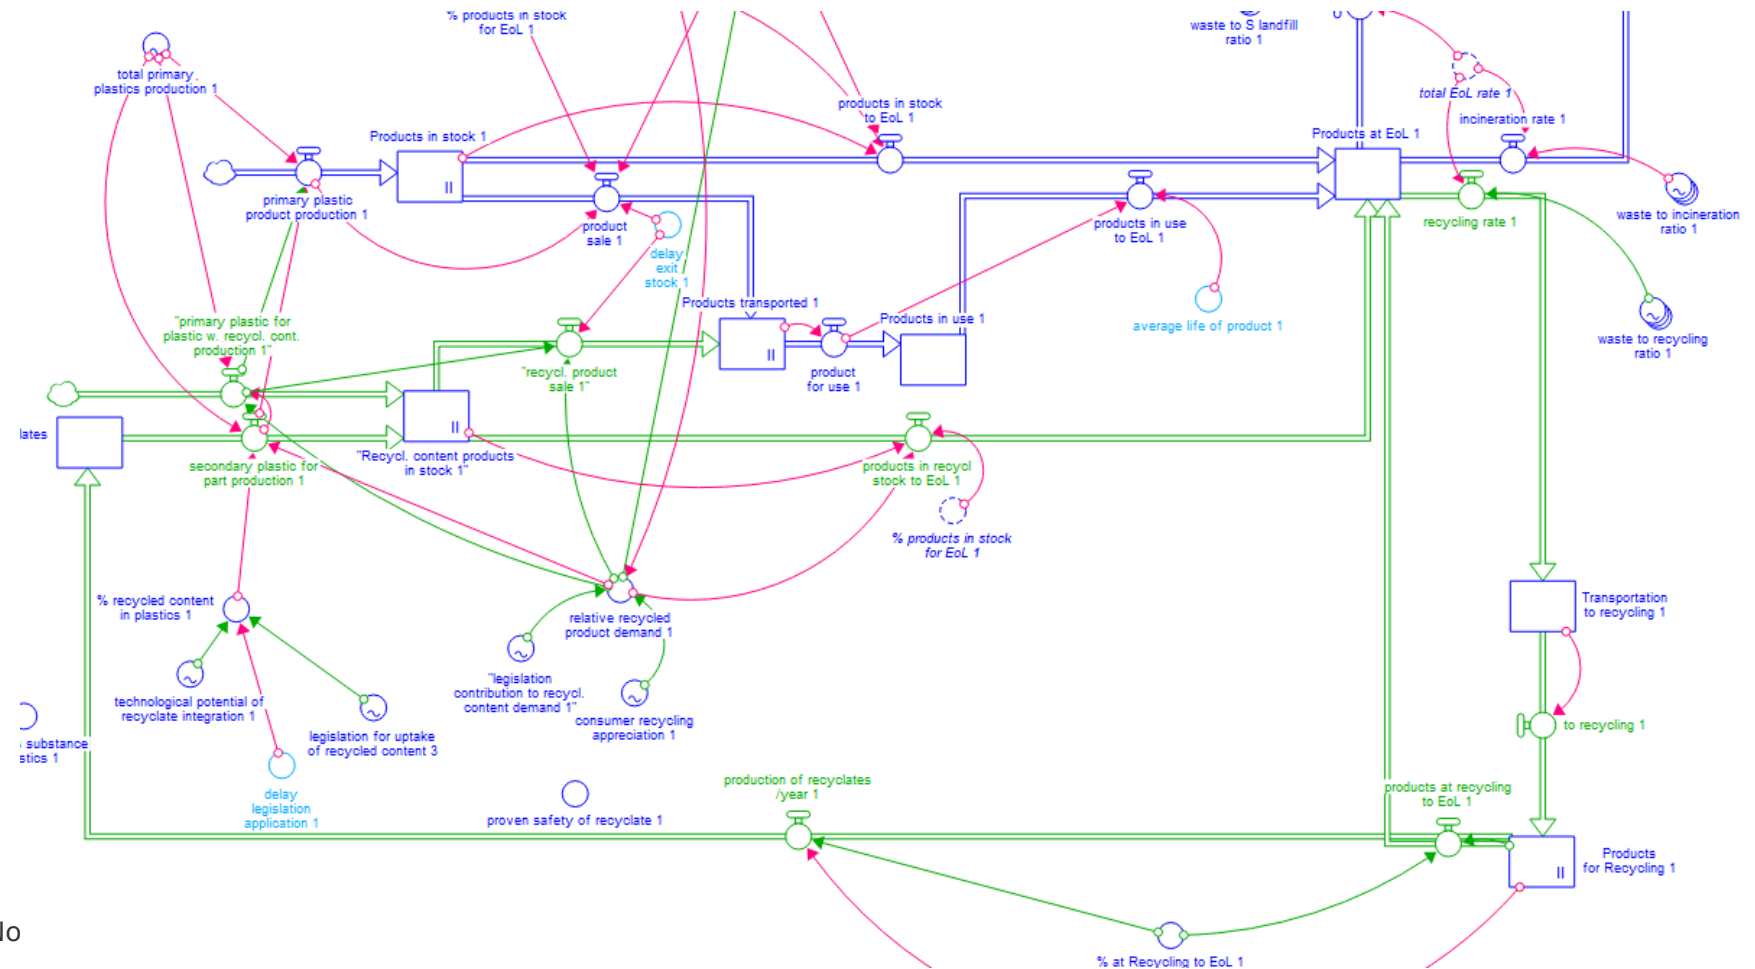 % products in stock
for EoL 1
waste to S landfill
ratio 1
total primary
plastics production 1
total EoL rate 1
products in stock
to EoL 1
incineration rate 1
Products in stock 1
Products at EoL 1
primary plastic
product production 1
product
sale 1
products in use
to EoL 1
recycling rate 1
waste to incineration
ratio 1
delay
exit
stock 1
Products transported 1
Products in use 1
average life of product 1
waste to recycling
ratio 1
"primary plastic for
plastic w. recycl. cont.
production 1"
"recycl. product
sale 1"
product
for use 1
lates
"Recycl. content products
in stock 1"
secondary plastic for
part production 1
products in recycl
stock to EoL 1
% products in stock
for EoL 1
% recycled content
in plastics 1
relative recycled
product demand 1
Transportation
to recycling 1
technological potential of
recyclate integration 1
legislation for uptake
of recycled content 3
"legislation
contribution to recycl.
content demand 1"
consumer recycling
appreciation 1
to recycling 1
substance
stics 1
delay
legislation
application 1
proven safety of recyclate 1
production of recyclates
/year 1
products at recycling
to EoL 1
Products
for Recycling 1
% at Recycling to EoL 1
No